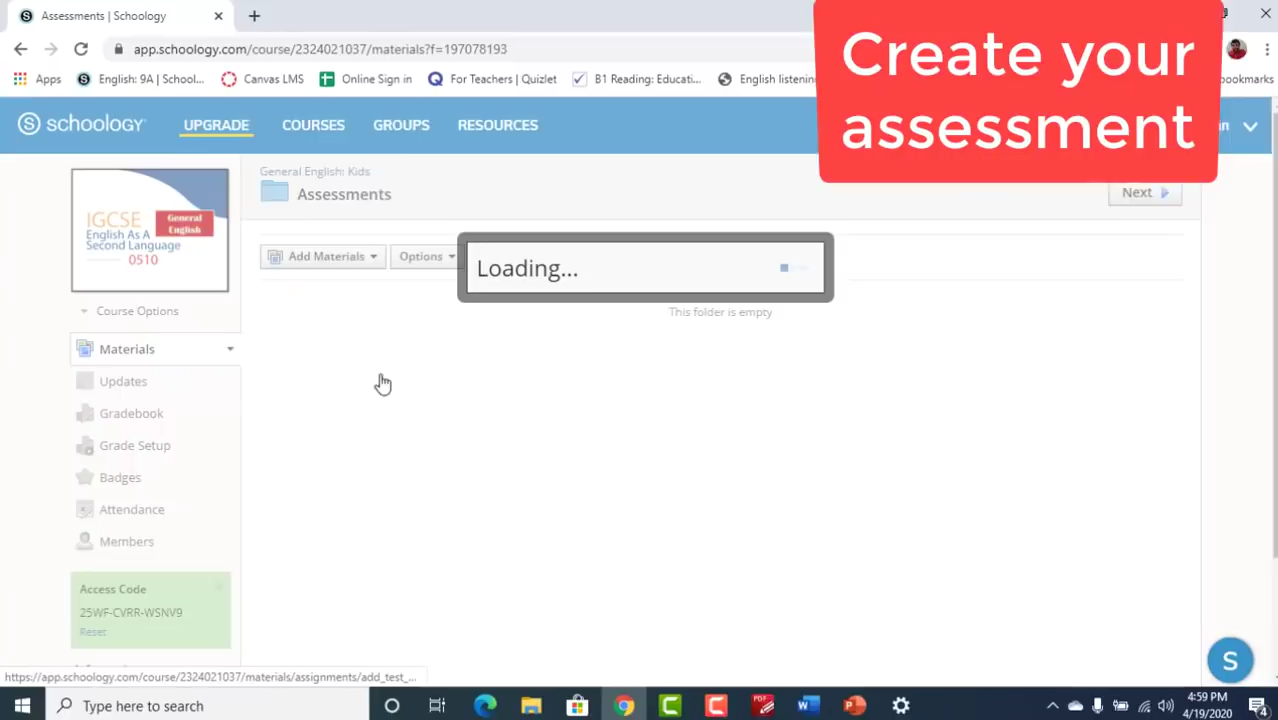 Assessments | Schoology
Create your
assessment
app.schoology.com/course/2324021037/materials?f=197078193
Apps
English: 9A | School...
Canvas LMS
Online Sign in
For Teachers | Quizlet
B1 Reading: Educati...
English listening
bookmarks
schoology
UPGRADE
COURSES
GROUPS
RESOURCES
General English: Kids
Assessments
Next
IGCSE
General
English
English As A
Second Language
0510
Add Materials
Options
Loading...
This folder is empty
Course Options
Materials
Updates
Gradebook
Grade Setup
Badges
Attendance
Members
Access Code
25WF-CVRR-WSNV9
Reset
S
https://app.schoology.com/course/2324021037/materials/assignments/add_test_...
Type here to search
PDF
4:59 PM
4/19/2020
4